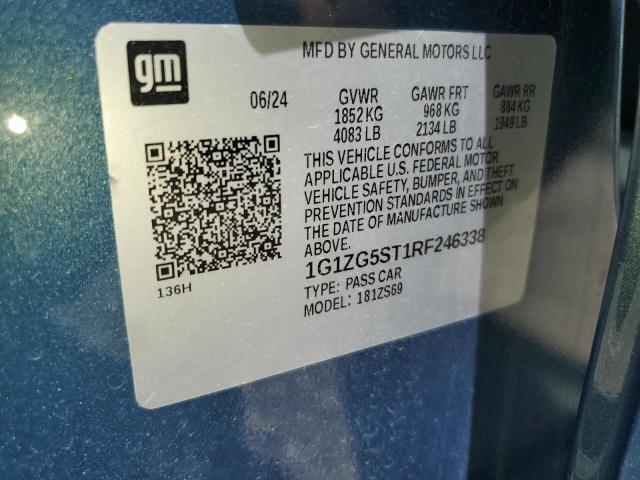 gm
MFD BY GENERAL MOTORS LLC
06/24 GVWR GAWR FRT GAWR RR
1852 KG 968 KG 884 KG
4083 LB 2134 LB 1949 LB
THIS VEHICLE CONFORMS TO ALL
APPLICABLE U.S. FEDERAL MOTOR
VEHICLE SAFETY, BUMPER, AND THEFT
PREVENTION STANDARDS IN EFFECT ON
THE DATE OF MANUFACTURE SHOWN
ABOVE.
1G1ZG5ST1RF246338
TYPE: PASS CAR
MODEL: 181ZS69
136H